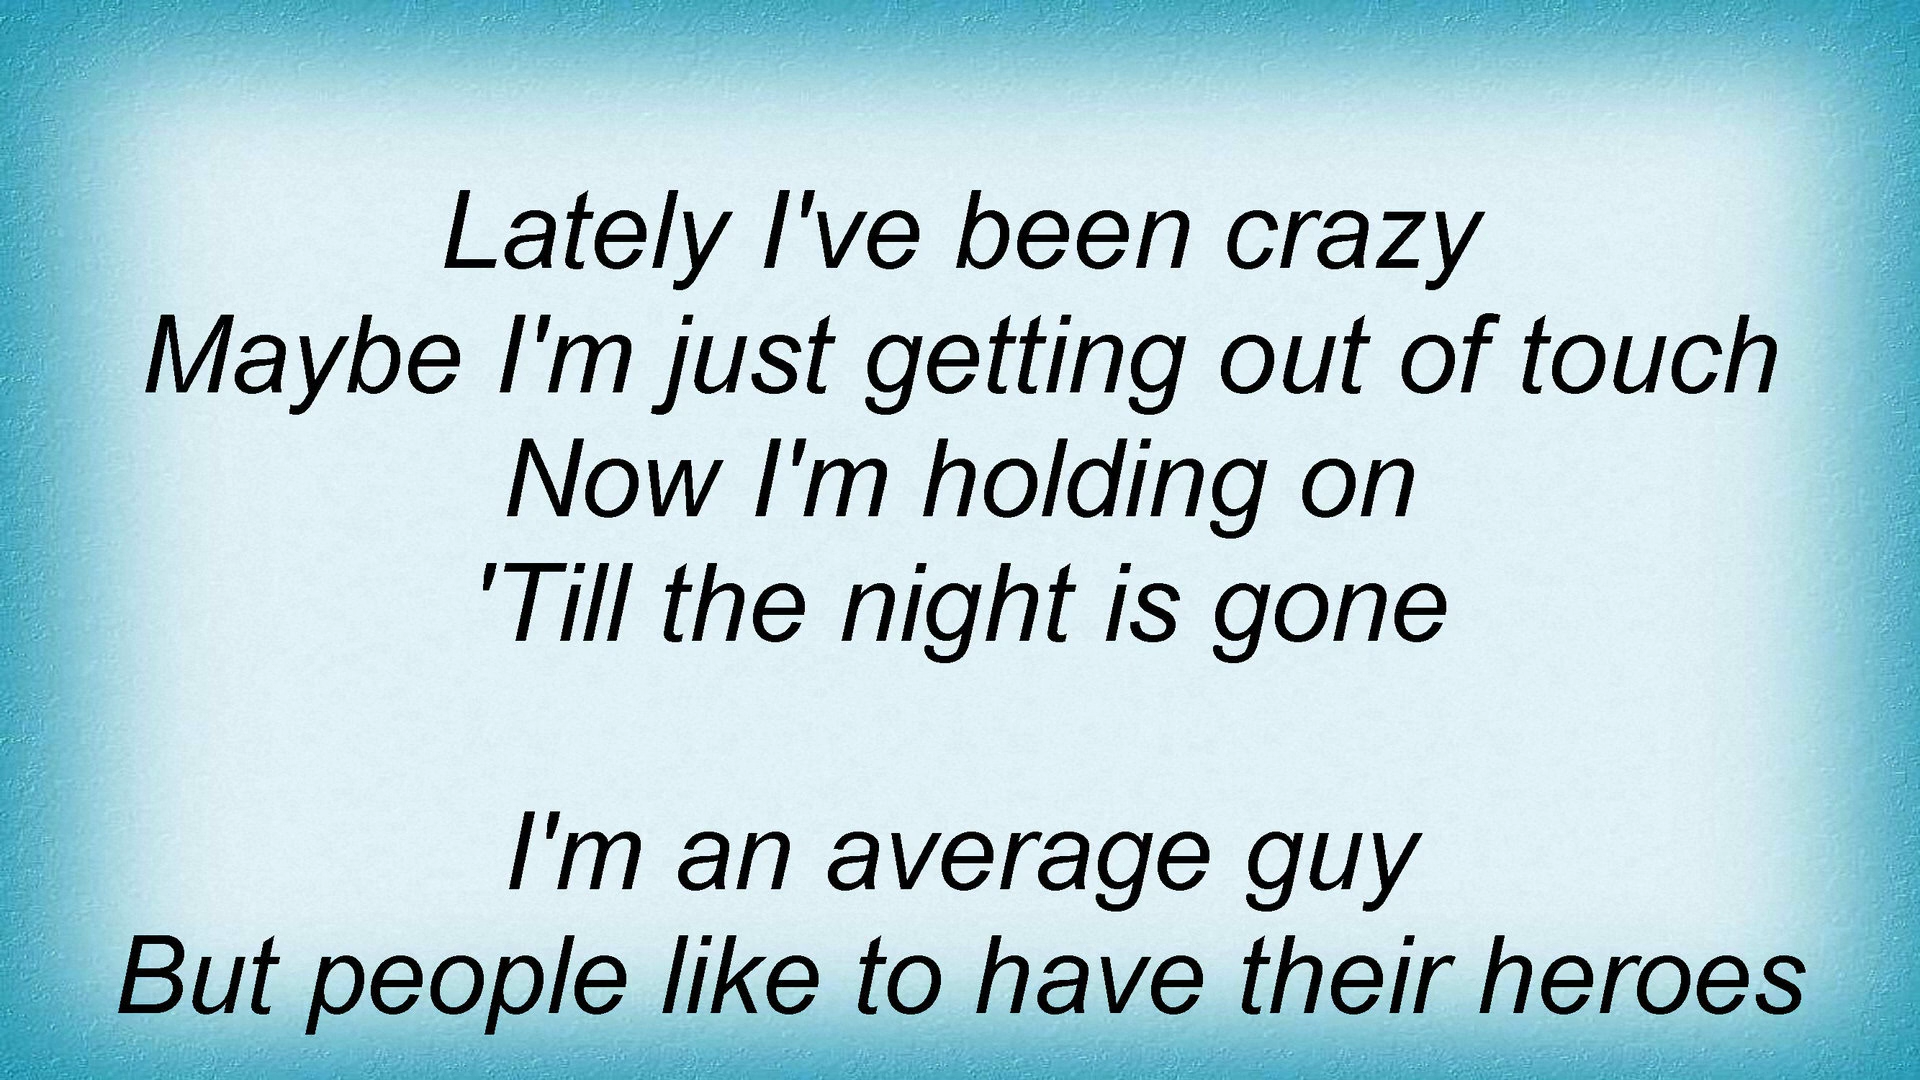 Lately I've been crazy
Maybe I'm just getting out of touch
Now I'm holding on
'Till the night is gone
I'm an average guy
But people like to have their heroes